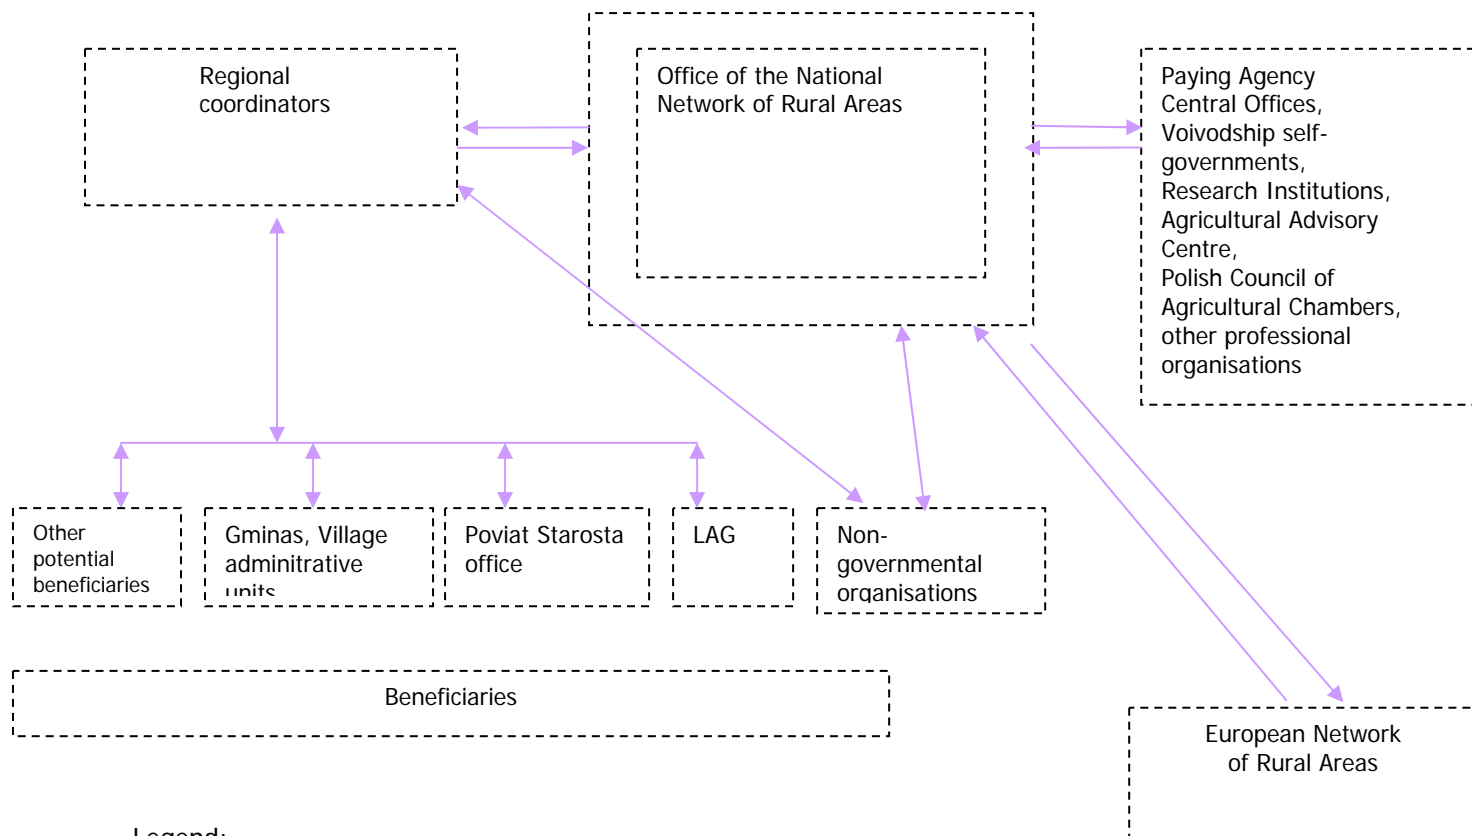 Regional
coordinators
Office of the National
Network of Rural Areas
Paying Agency
Central Offices,
Voivodship self-
governments,
Research Institutions,
Agricultural Advisory
Centre,
Polish Council of
Agricultural Chambers,
other professional
organisations
Other
potential
beneficiaries
Gminas, Village
adminitrative
units
Poviat Starosta
office
LAG
Non-
governmental
organisations
Beneficiaries
European Network
of Rural Areas
Legend: